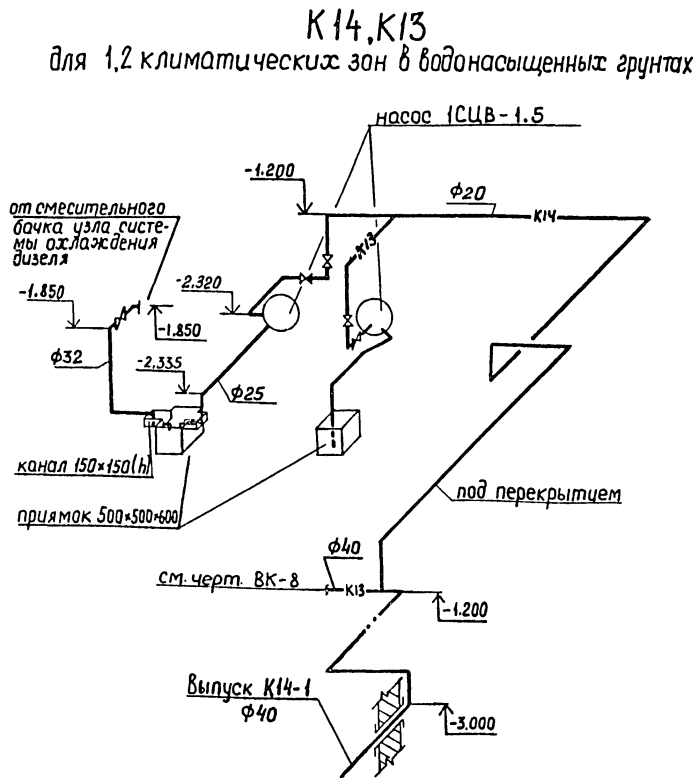 К14, К13
для 1,2 климатических зон в водонасыщенных грунтах
насос 1СЦВ-1.5
-1.200
ф20
К14
от смесительного
бачка узла систе-
мы охлаждения
дизеля
К13
-1.850
-2.320
-1.850
ф32
-2,335
ф25
канал 150×150(h)
приямок 500×500×600
под перекрытием
ф40
см. черт. ВК-8
К13
-1.200
Выпуск К14-1
ф40
-3.000